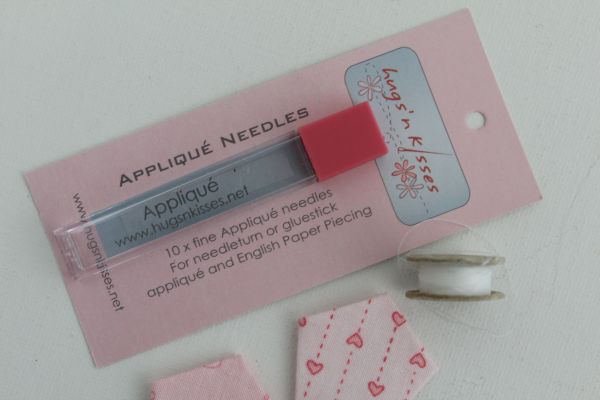 hugs 'n kisses
APPLIQUÉ NEEDLES
Appliqué
www.hugsnkisses.net
www.hugsnkisses.net
10 x fine Appliqué needles
For needleturn or gluestick
appliqué and English Paper Piecing